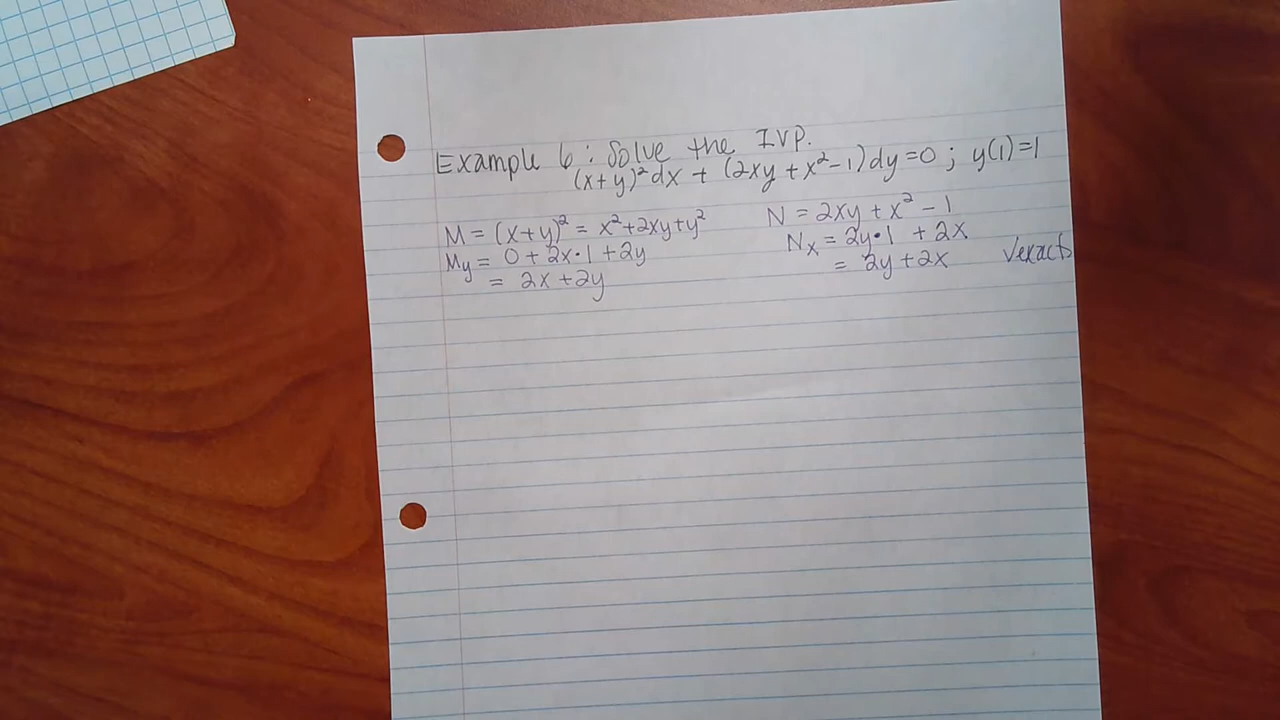 Example 6: Solve the IVP.
(x+y)²dx + (2xy + x²-1)dy=0; y(1)=1
M = (x+y)² = x²+2xy+y²
My = 0 + 2x·1 +2y
= 2x +2y
N = 2xy + x² - 1
Nx = 2y·1 + 2x
= 2y + 2x √exact